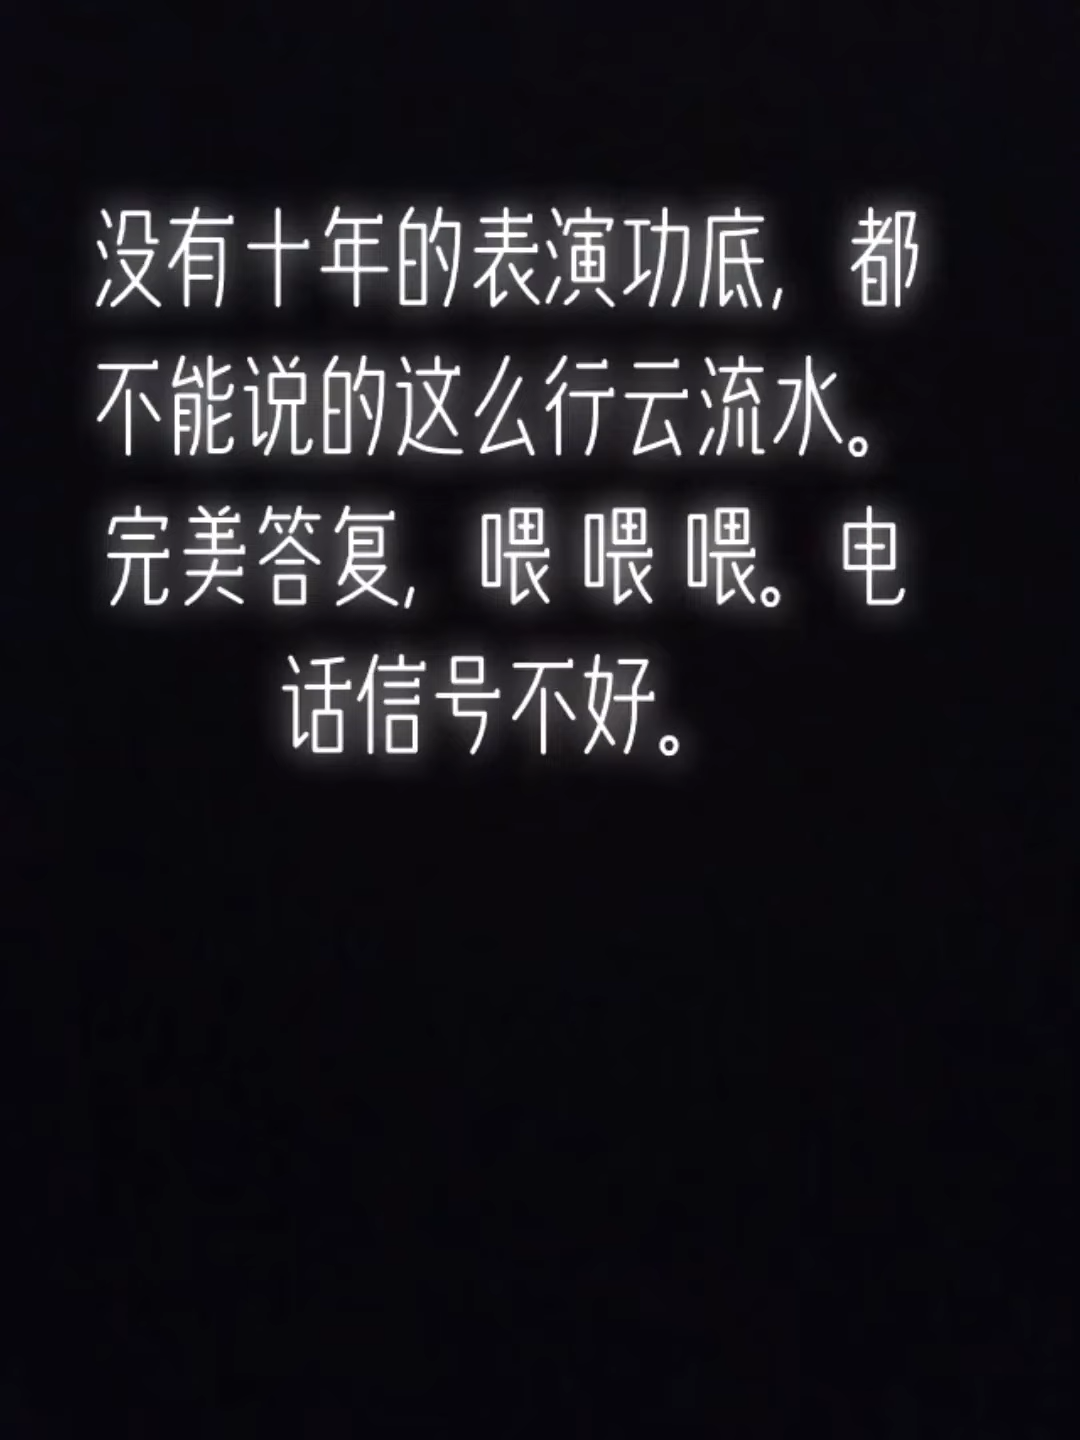 没有十年的表演功底，都
不能说的这么行云流水。
完美答复，喂 喂 喂。电
话信号不好。